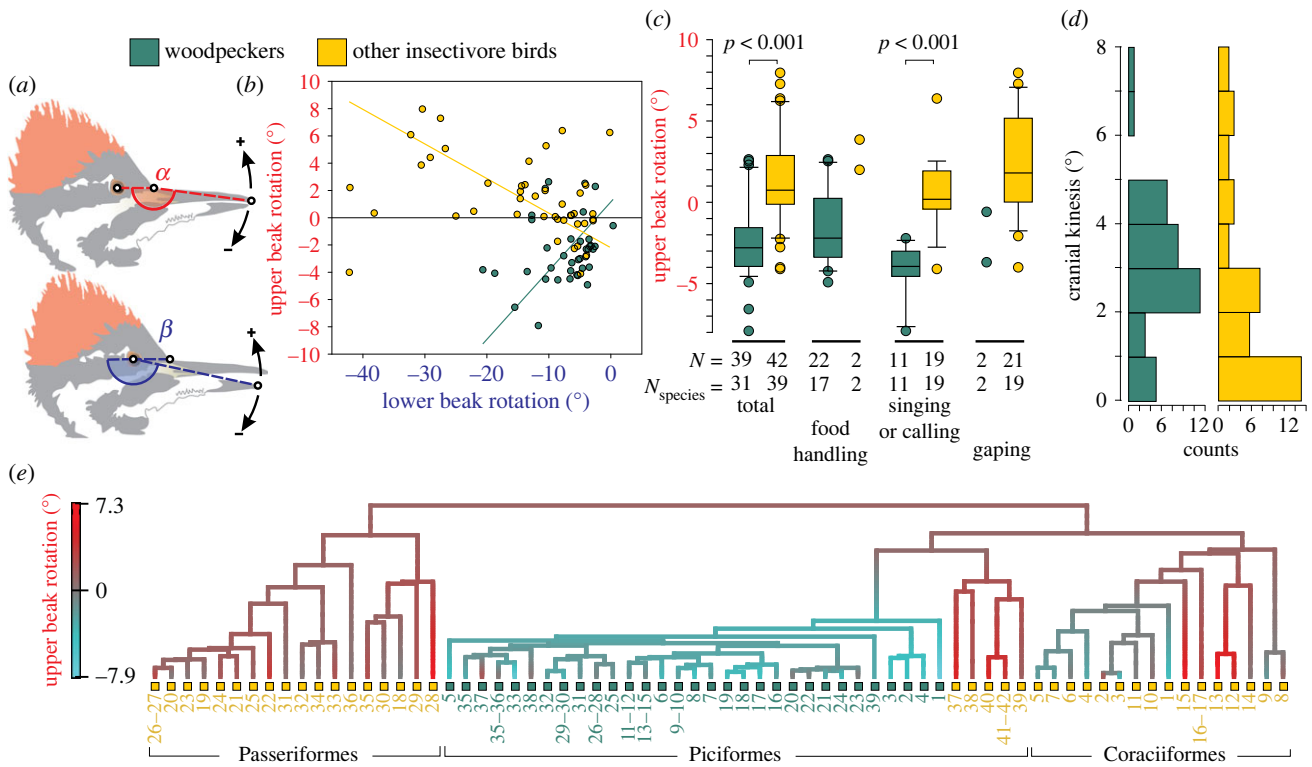 woodpeckers
other insectivore birds
(a)
α
+
−
β
+
−
(b)
upper beak rotation (°)
10
8
6
4
2
0
−2
−4
−6
−8
−10
−40 −30 −20 −10 0
lower beak rotation (°)
(c)
upper beak rotation (°)
10
5
0
−5
p < 0.001
p < 0.001
N = 39 42 22 2 11 19 2 21
Nspecies = 31 39 17 2 11 19 2 19
total
food
handling
singing
or calling
gaping
(d)
cranial kinesis (°)
8
6
4
2
0
0 6 12 0 6 12
counts
(e)
upper beak rotation (°)
7.3
0
−7.9
26–27 20 23 19 24 21 25 22 31 32 34 33 36 35 30 18 29 28 5 35 37 35–36 33 38 32 29–30 31 26–28 25 11–12 13–15 6 9–10 8 7 19 18 17 16 20 22 21 24 23 39 3 2 4 1 37 38 40 41–42 39 5 7 6 4 2 3 11 10 1 15 16–17 13 12 14 9 8
Passeriformes
Piciformes
Coraciiformes